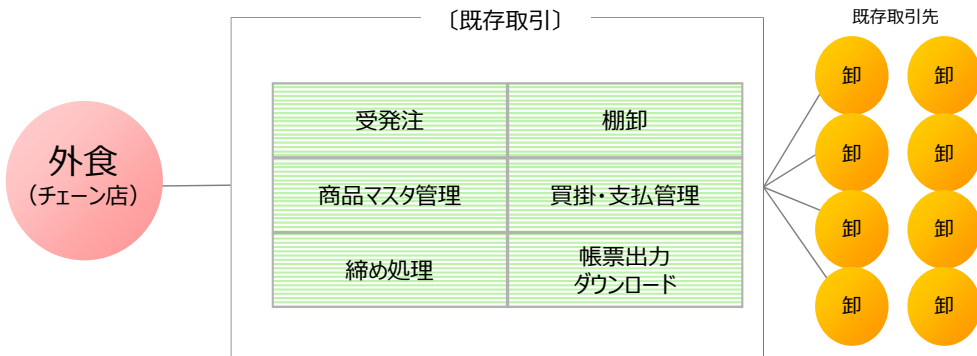 〔既存取引〕
既存取引先
外食
（チェーン店）
受発注
棚卸
商品マスタ管理
買掛・支払管理
締め処理
帳票出力
ダウンロード
卸
卸
卸
卸
卸
卸
卸
卸